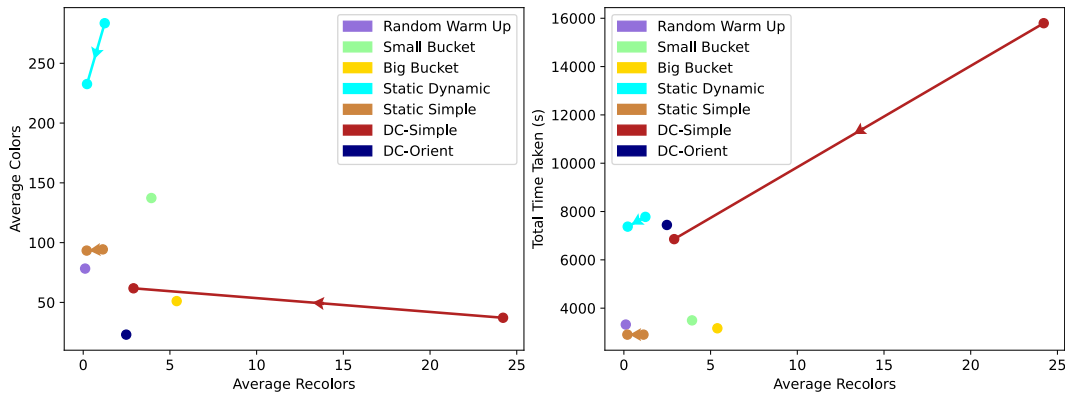 Average Colors
250
200
150
100
50
0
5
10
15
20
25
Average Recolors
Random Warm Up
Small Bucket
Big Bucket
Static Dynamic
Static Simple
DC-Simple
DC-Orient
Total Time Taken (s)
16000
14000
12000
10000
8000
6000
4000
0
5
10
15
20
25
Average Recolors
Random Warm Up
Small Bucket
Big Bucket
Static Dynamic
Static Simple
DC-Simple
DC-Orient